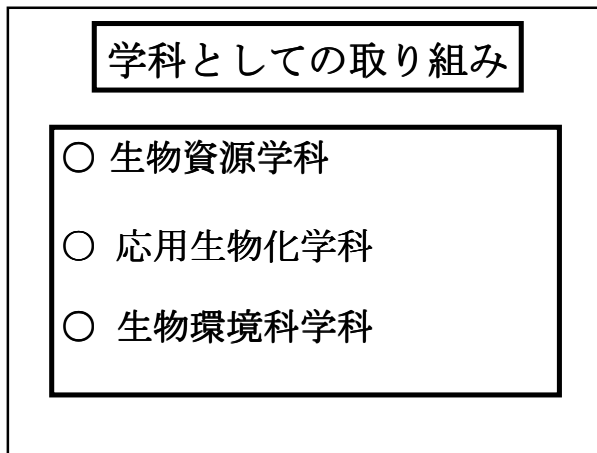 学科としての取り組み
○ 生物資源学科
○ 応用生物化学科
○ 生物環境科学科